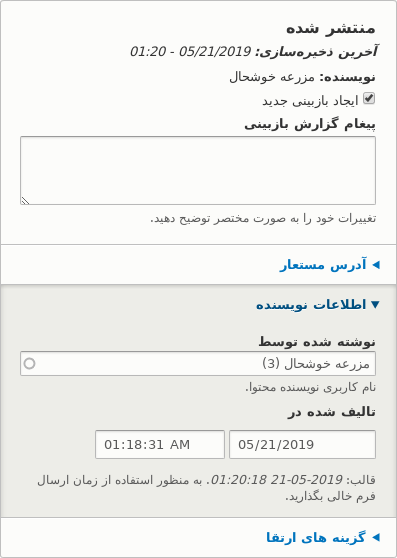 منتشر شده
آخرین ذخیره‌سازی: 05/21/2019 - 01:20
نویسنده: مزرعه خوشحال
ایجاد بازبینی جدید
پیغام گزارش بازبینی
تغییرات خود را به صورت مختصر توضیح دهید.
آدرس مستعار
اطلاعات نویسنده
نوشته شده توسط
مزرعه خوشحال (3)
نام کاربری نویسنده محتوا.
تالیف شده در
05/21/2019 01:18:31 AM
قالب: 2019-05-21 01:20:18. به منظور استفاده از زمان ارسال
فرم خالی بگذارید.
گزینه های ارتقا